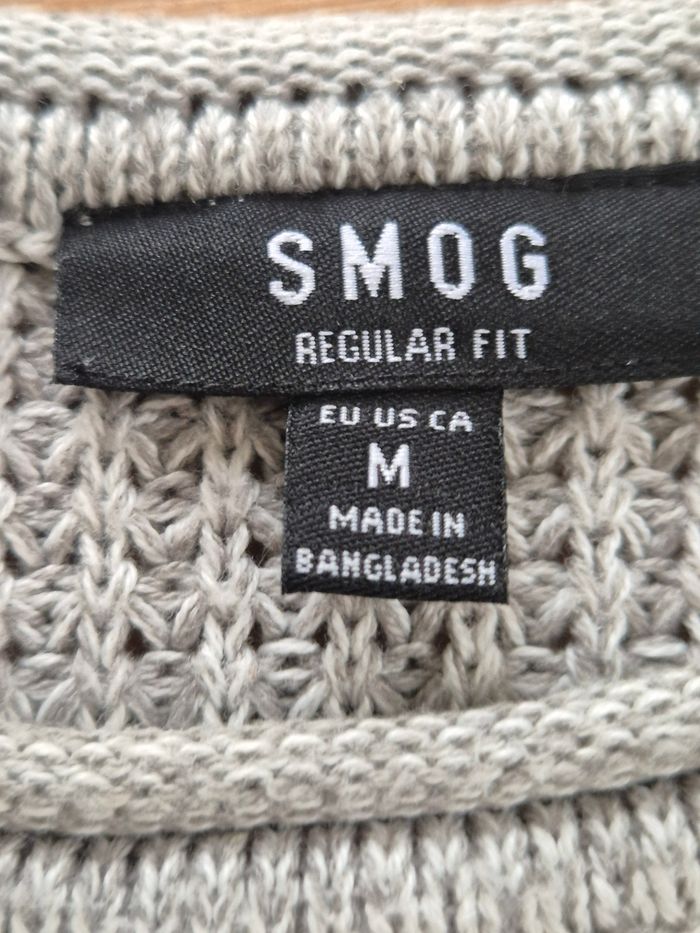 SMOG
REGULAR FIT
EU US CA
M
MADE IN
BANGLADESH